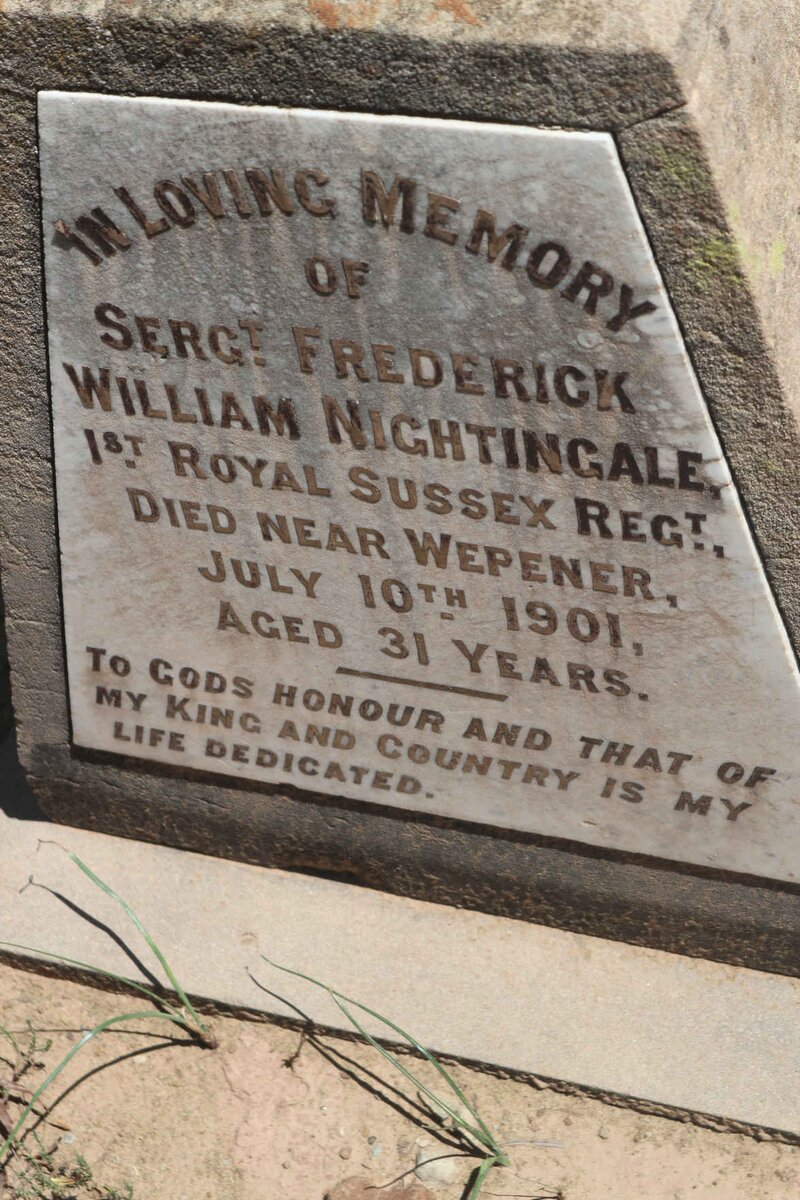 IN LOVING MEMORY
OF
SERGT FREDERICK
WILLIAM NIGHTINGALE,
1ST ROYAL SUSSEX REGT,
DIED NEAR WEPENER,
JULY 10TH 1901,
AGED 31 YEARS.
TO GODS HONOUR AND THAT OF
MY KING AND COUNTRY IS MY
LIFE DEDICATED.